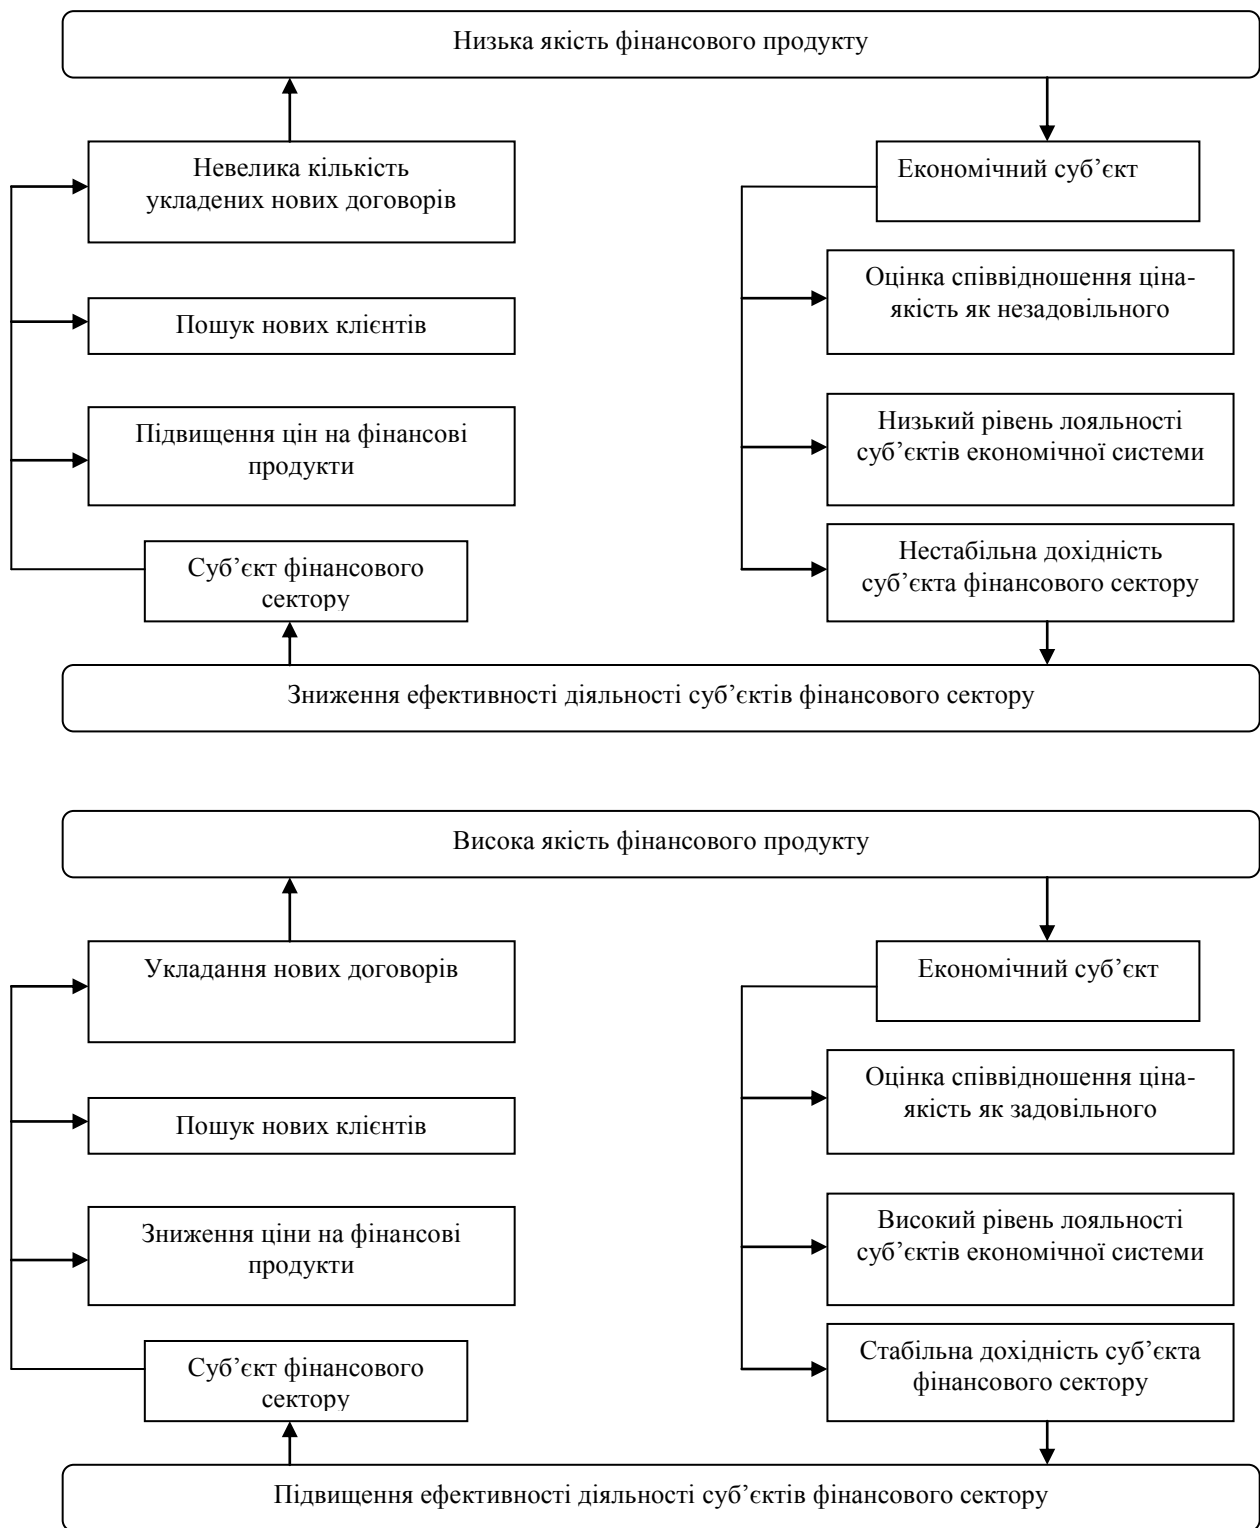 Низька якість фінансового продукту
Невелика кількість
укладених нових договорів
Пошук нових клієнтів
Підвищення цін на фінансові
продукти
Суб’єкт фінансового
сектору
Економічний суб’єкт
Оцінка співвідношення ціна-
якість як незадовільного
Низький рівень лояльності
суб’єктів економічної системи
Нестабільна дохідність
суб’єкта фінансового сектору
Зниження ефективності діяльності суб’єктів фінансового сектору
Висока якість фінансового продукту
Укладання нових договорів
Пошук нових клієнтів
Зниження ціни на фінансові
продукти
Суб’єкт фінансового
сектору
Економічний суб’єкт
Оцінка співвідношення ціна-
якість як задовільного
Високий рівень лояльності
суб’єктів економічної системи
Стабільна дохідність суб’єкта
фінансового сектору
Підвищення ефективності діяльності суб’єктів фінансового сектору